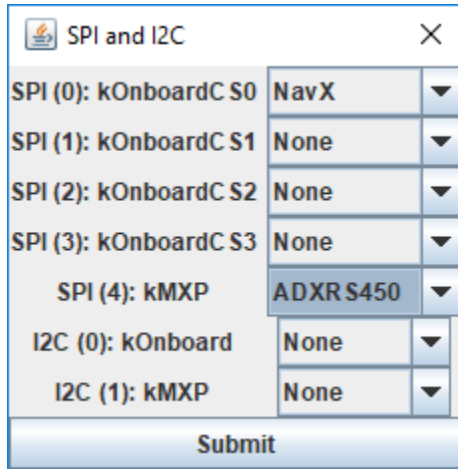 SPI and I2C
SPI (0): kOnboardCS0 NavX
SPI (1): kOnboardCS1 None
SPI (2): kOnboardCS2 None
SPI (3): kOnboardCS3 None
SPI (4): kMXP ADXRS450
I2C (0): kOnboard None
I2C (1): kMXP None
Submit